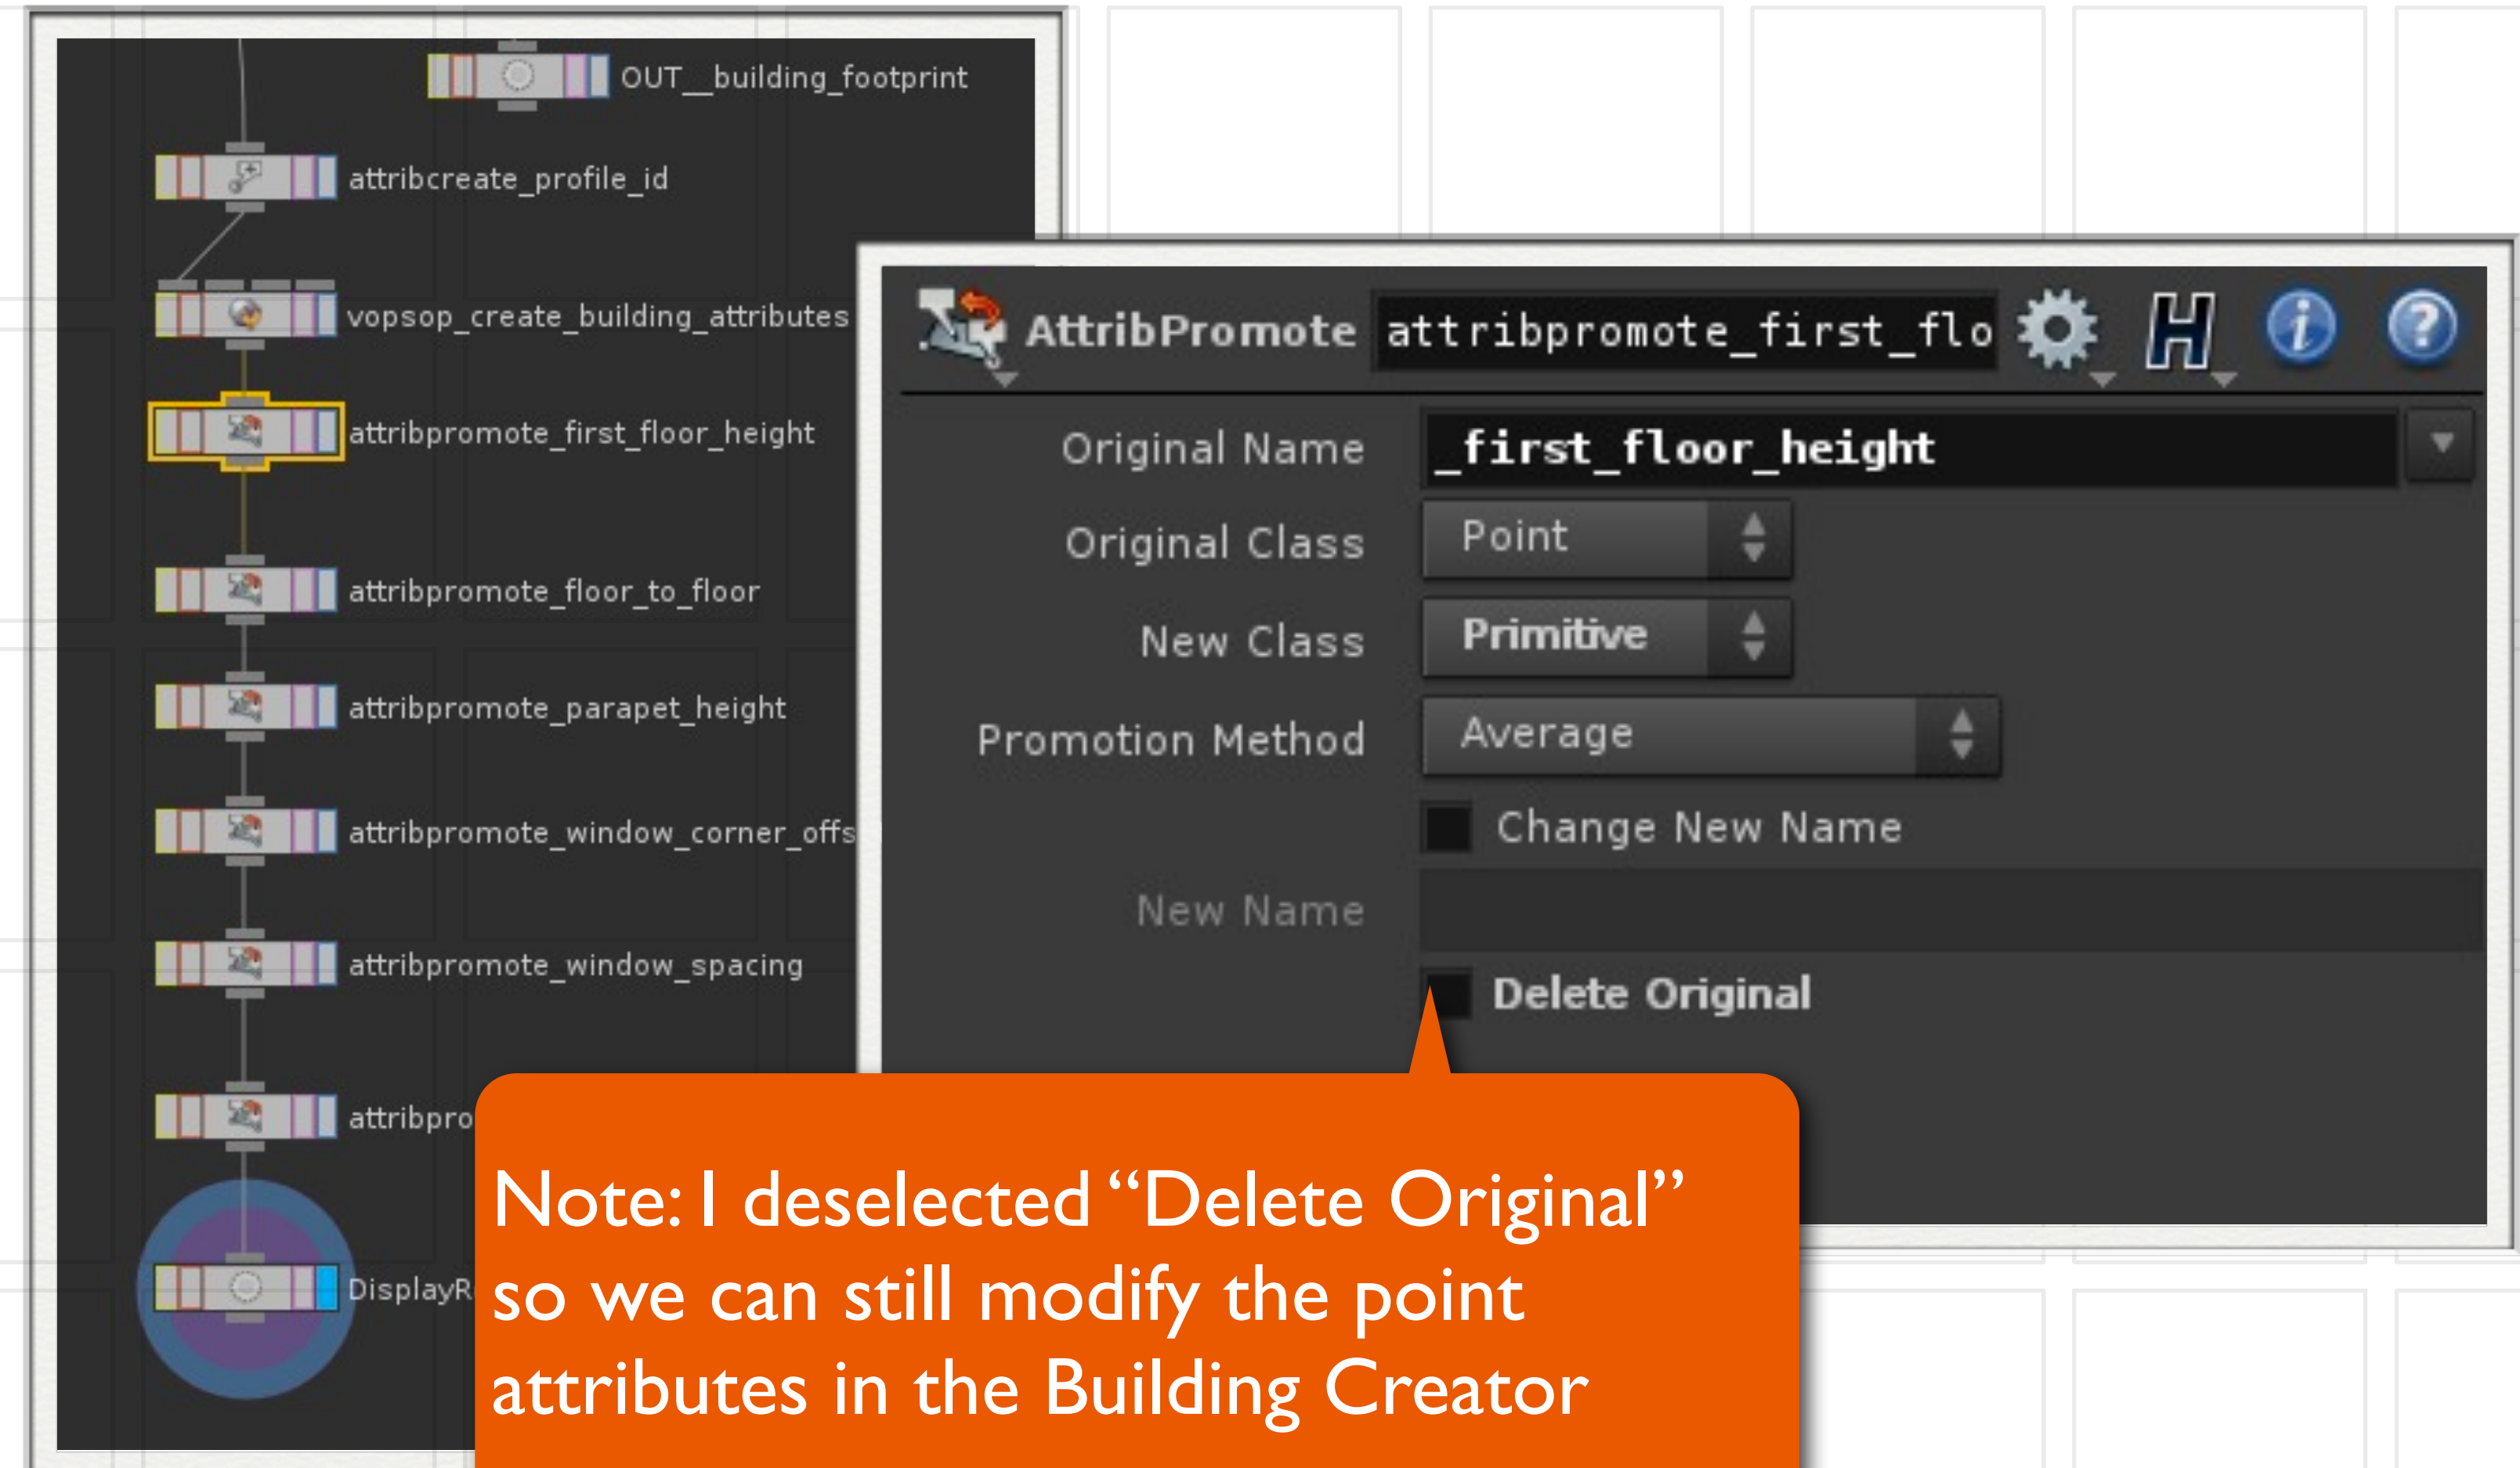 OUT__building_footprint
attribcreate_profile_id
vopsop_create_building_attributes
attribpromote_first_floor_height
attribpromote_floor_to_floor
attribpromote_parapet_height
attribpromote_window_corner_offs
attribpromote_window_spacing
attribpro
DisplayR
AttribPromote attribpromote_first_flo
Original Name _first_floor_height
Original Class Point
New Class Primitive
Promotion Method Average
Change New Name
New Name
Delete Original
Note: I deselected “Delete Original”
so we can still modify the point
attributes in the Building Creator